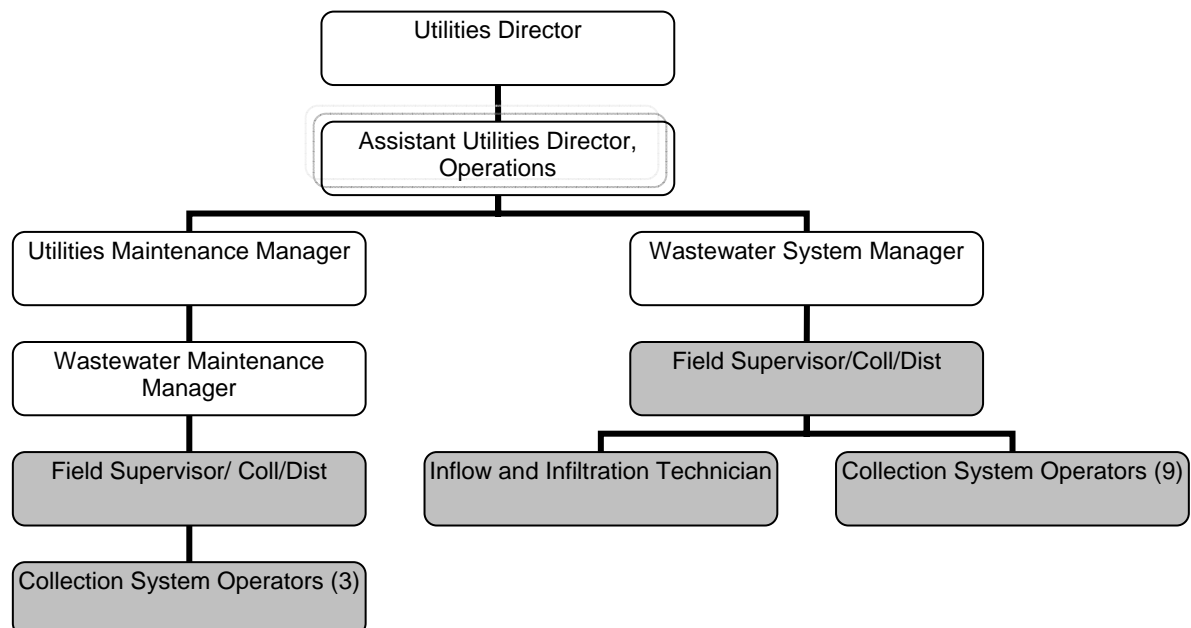 Utilities Director
Assistant Utilities Director,
Operations
Utilities Maintenance Manager
Wastewater System Manager
Wastewater Maintenance
Manager
Field Supervisor/Coll/Dist
Field Supervisor/ Coll/Dist
Inflow and Infiltration Technician
Collection System Operators (9)
Collection System Operators (3)